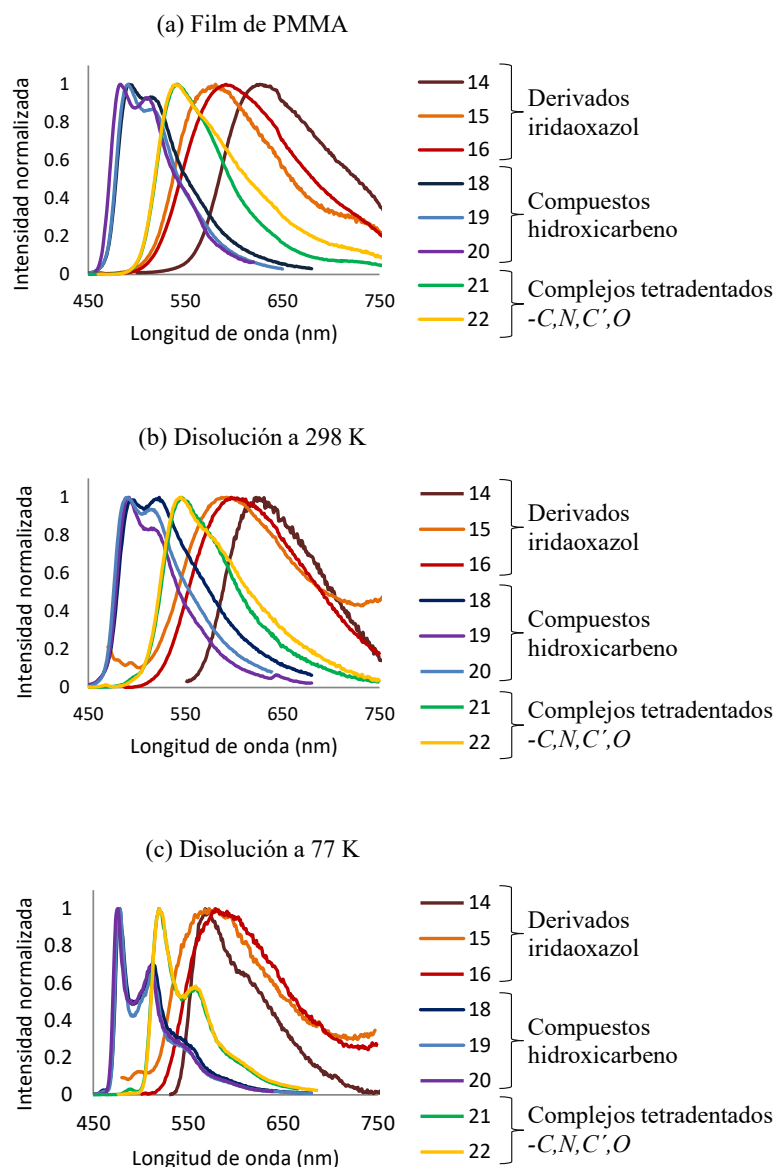 (a) Film de PMMA
Intensidad normalizada
1
0.8
0.6
0.4
0.2
0
450
550
650
750
Longitud de onda (nm)
14
15
16
18
19
20
21
22
Derivados
iridaoxazol
Compuestos
hidroxicarbeno
Complejos tetradentados
-C,N,C´,O
(b) Disolución a 298 K
Intensidad normalizada
1
0.8
0.6
0.4
0.2
0
450
550
650
750
Longitud de onda (nm)
14
15
16
18
19
20
21
22
Derivados
iridaoxazol
Compuestos
hidroxicarbeno
Complejos tetradentados
-C,N,C´,O
(c) Disolución a 77 K
Intensidad normalizada
1
0.8
0.6
0.4
0.2
0
450
550
650
750
Longitud de onda (nm)
14
15
16
18
19
20
21
22
Derivados
iridaoxazol
Compuestos
hidroxicarbeno
Complejos tetradentados
-C,N,C´,O